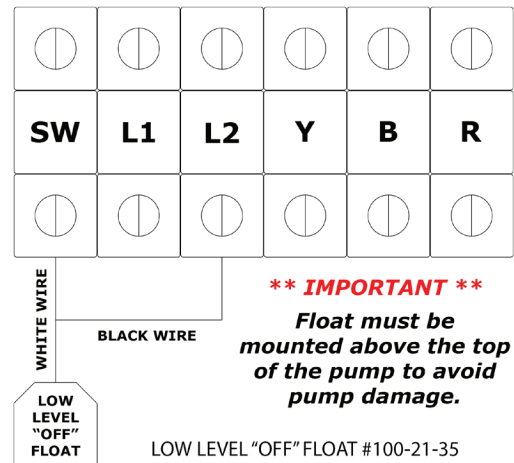 SW L1 L2 Y B R
WHITE WIRE
BLACK WIRE
** IMPORTANT **
Float must be
mounted above the top
of the pump to avoid
pump damage.
LOW
LEVEL
"OFF"
FLOAT
LOW LEVEL "OFF" FLOAT #100-21-35